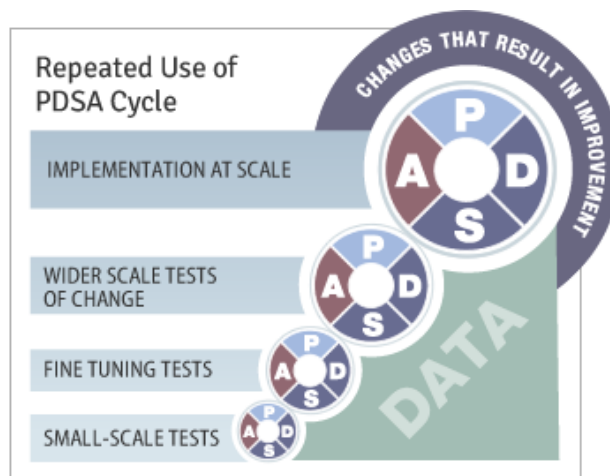 Repeated Use of
PDSA Cycle
CHANGES THAT RESULT IN IMPROVEMENT
IMPLEMENTATION AT SCALE
P
A D
S
WIDER SCALE TESTS
OF CHANGE
P
A D
S
FINE TUNING TESTS
P
A D
S
SMALL-SCALE TESTS
P
A D
S
DATA